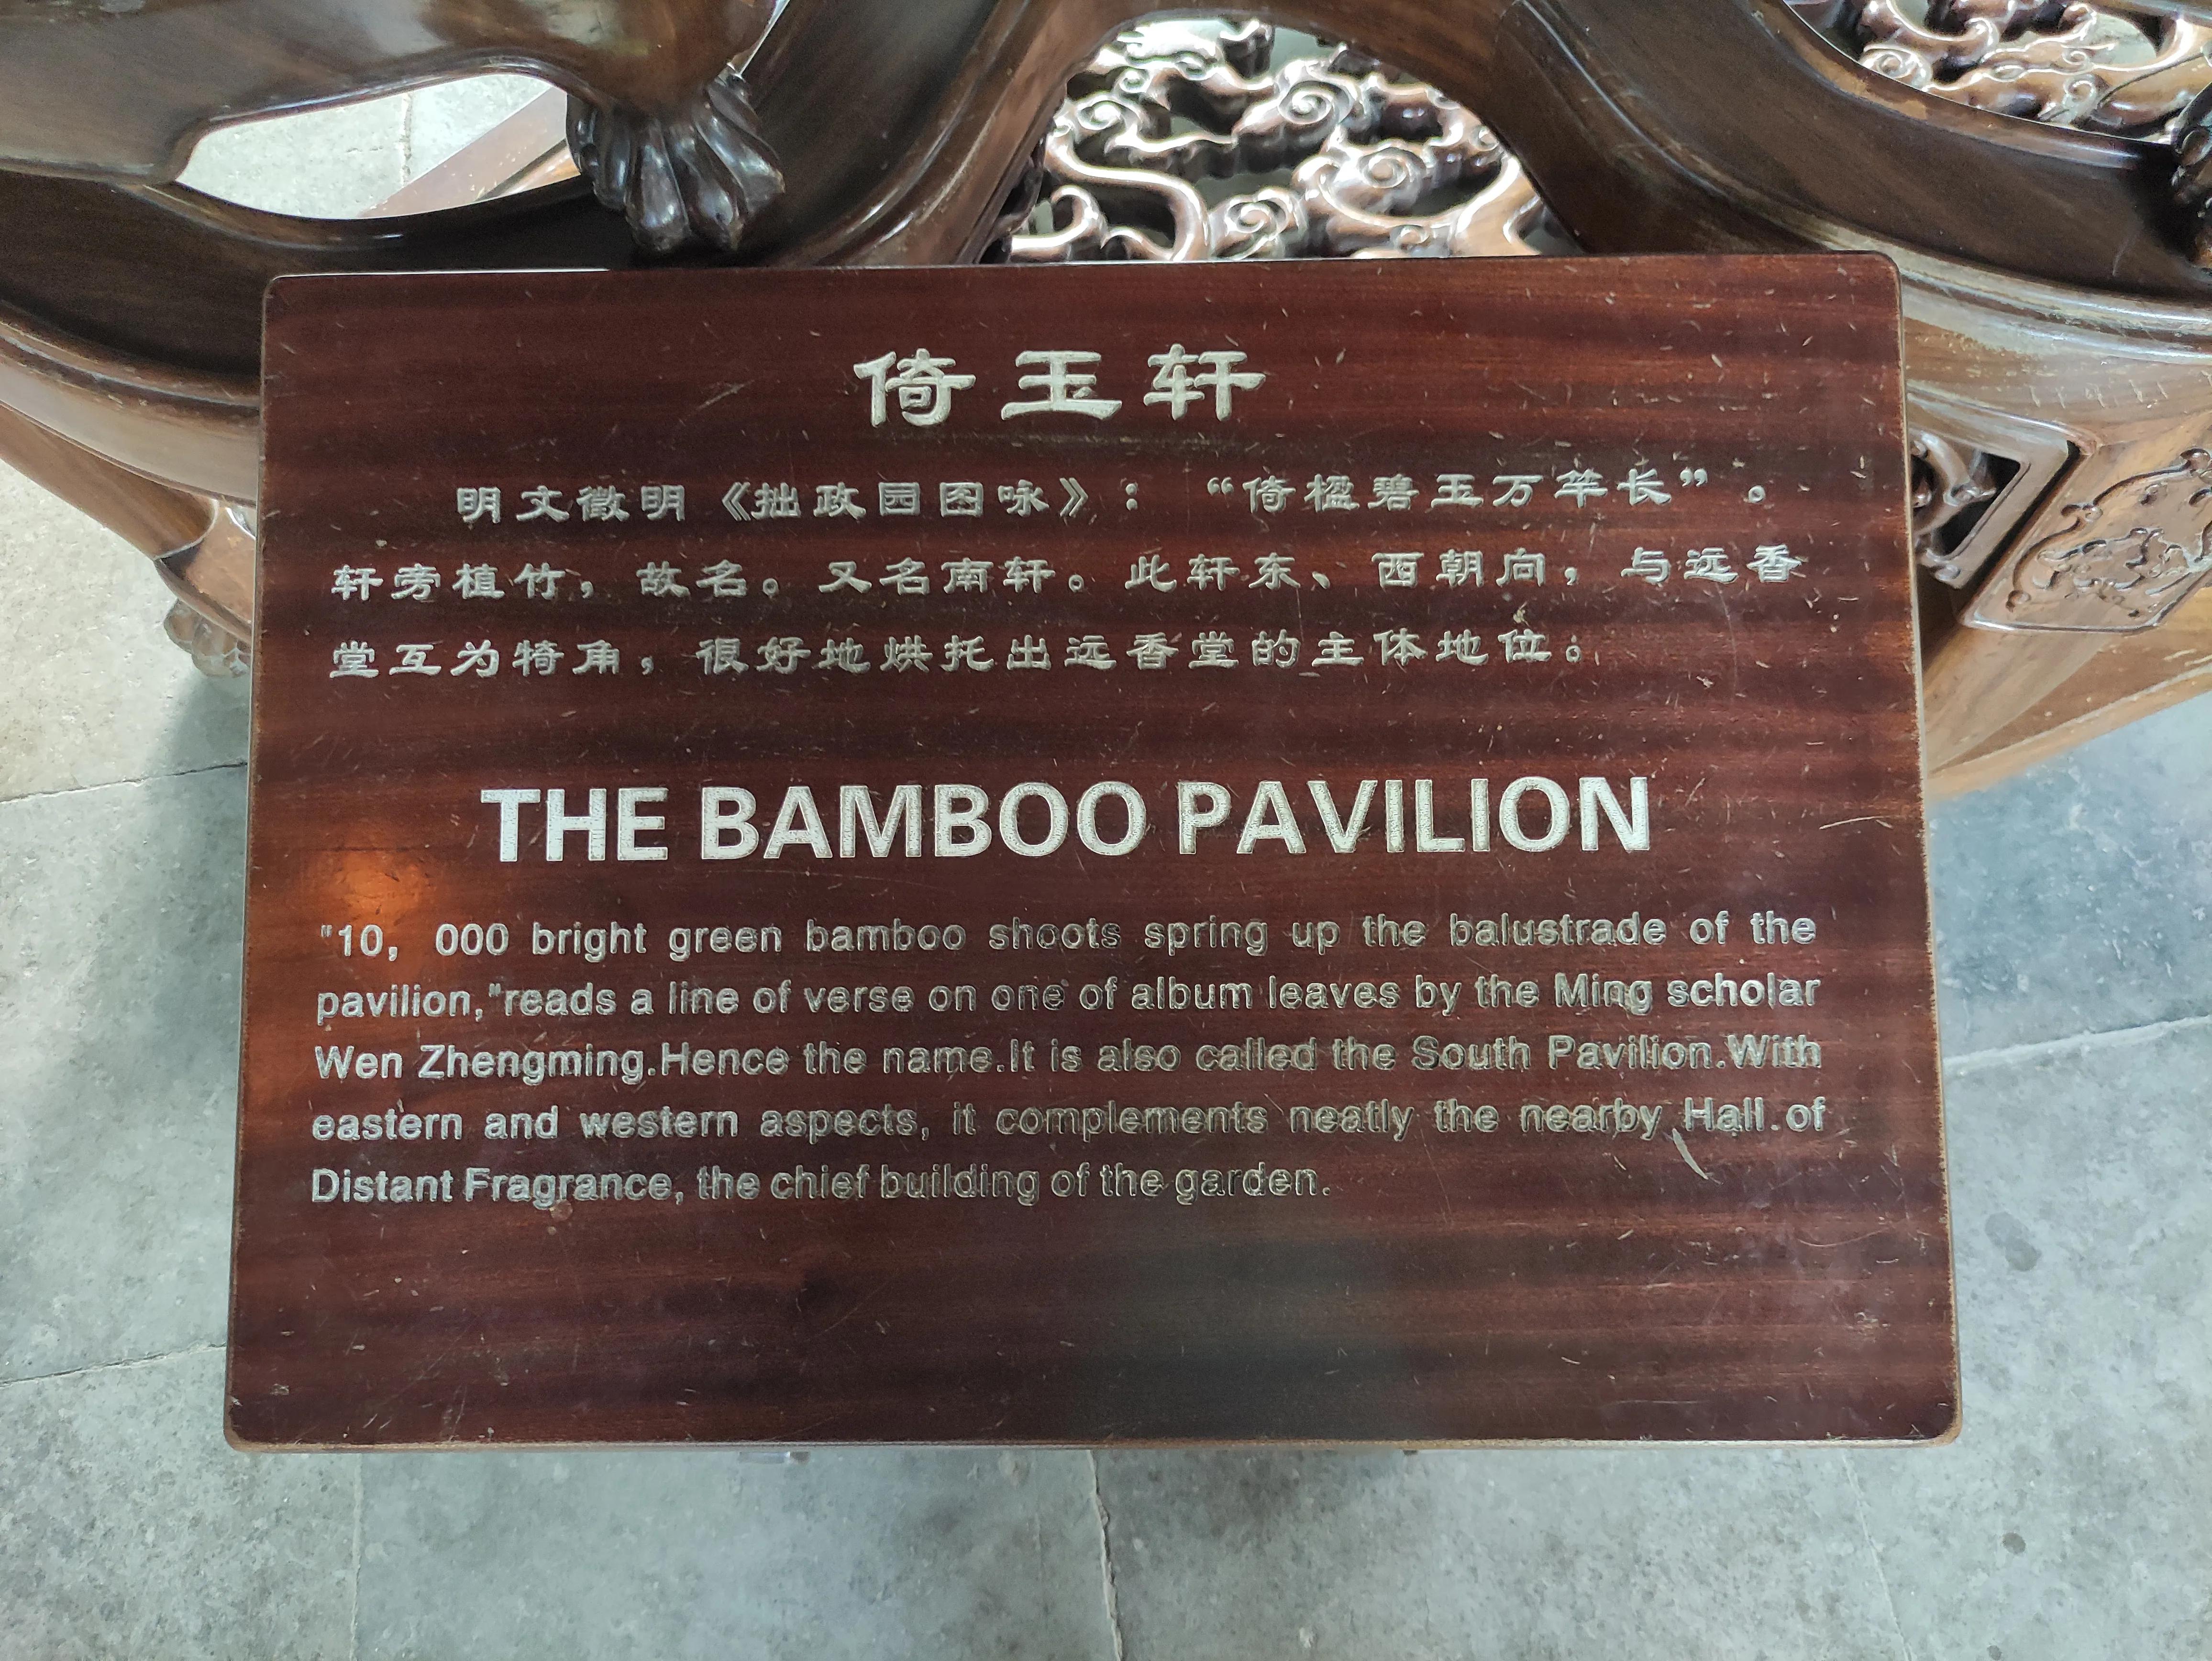 倚玉轩
明文徵明《拙政园图咏》：“倚楹碧玉万竿长”。
轩旁植竹，故名。又名南轩。此轩东、西朝向，与远香
堂互为犄角，很好地烘托出远香堂的主体地位。
THE BAMBOO PAVILION
"10， 000 bright green bamboo shoots spring up the balustrade of the
pavilion,"reads a line of verse on one of album leaves by the Ming scholar
Wen Zhengming.Hence the name.It is also called the South Pavilion.With
eastern and western aspects, it complements neatly the nearby Hall of
Distant Fragrance, the chief building of the garden.